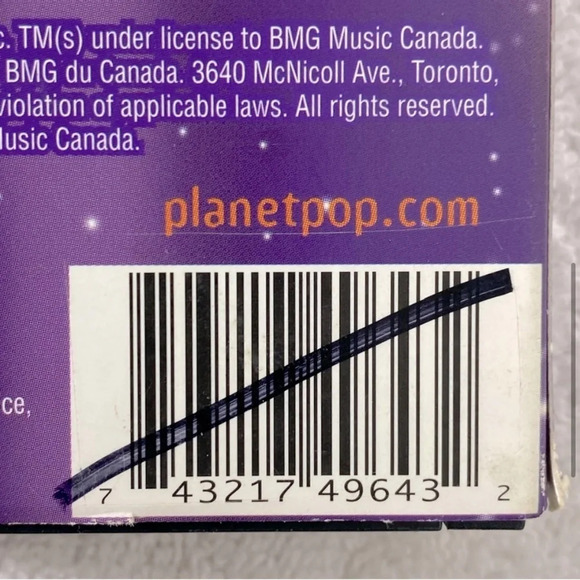 c. TM(s) under license to BMG Music Canada.
BMG du Canada. 3640 McNicoll Ave., Toronto,
violation of applicable laws. All rights reserved.
Music Canada.
planetpop.com
ce,
7 43217 49643 2